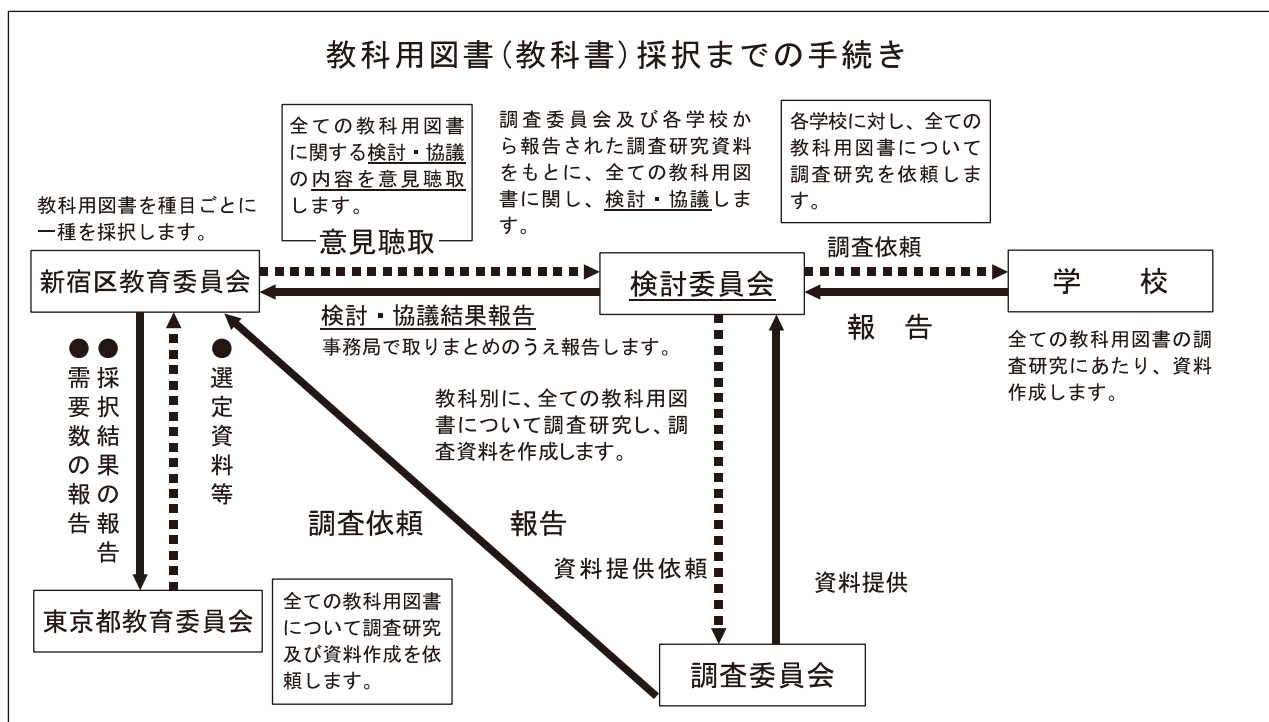 教科用図書(教科書)採択までの手続き
全ての教科用図書
に関する検討・協議
の内容を意見聴取
します。
調査委員会及び各学校か
ら報告された調査研究資料
をもとに、全ての教科用図
書に関し、検討・協議しま
す。
各学校に対し、全ての
教科用図書について
調査研究を依頼しま
す。
教科用図書を種目ごとに
一種を採択します。
意見聴取
調査依頼
新宿区教育委員会
検討委員会
学校
検討・協議結果報告
事務局で取りまとめのうえ報告します。
報告
全ての教科用図書の調
査研究にあたり、資料
作成します。
●採択結果の報告
●需要数の報告
●選定資料等
教科別に、全ての教科用図
書について調査研究し、調
査資料を作成します。
調査依頼
報告
資料提供依頼
資料提供
東京都教育委員会
全ての教科用図書
について調査研究
及び資料作成を依
頼します。
調査委員会